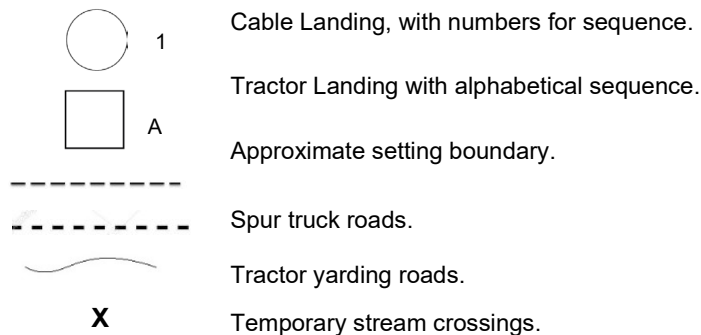 Cable Landing, with numbers for sequence.
1
Tractor Landing with alphabetical sequence.
A
Approximate setting boundary.
Spur truck roads.
Tractor yarding roads.
X
Temporary stream crossings.